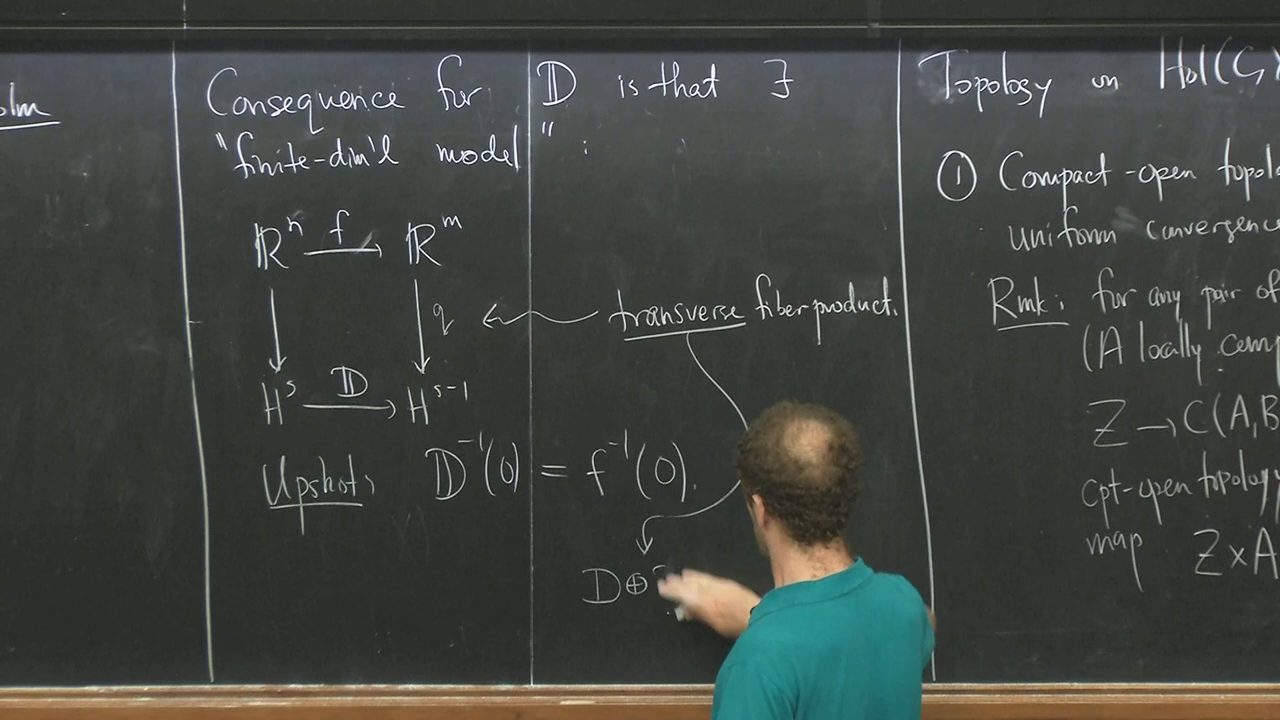 olm
Consequence for 𝔻 is that ∃
"finite-dim'l model" :
ℝⁿ f→ ℝᵐ
↓ ↓ q ← transverse fiber product.
Hˢ 𝔻→ Hˢ⁻¹
Upshot: 𝔻⁻¹(0) = f⁻¹(0).
D⊕
Topology on Hol(C,
① Compact-open topolo
uniform convergence
Rmk: for any pair of
(A locally comp
Z → C(A,B
cpt-open topology
map Z×A